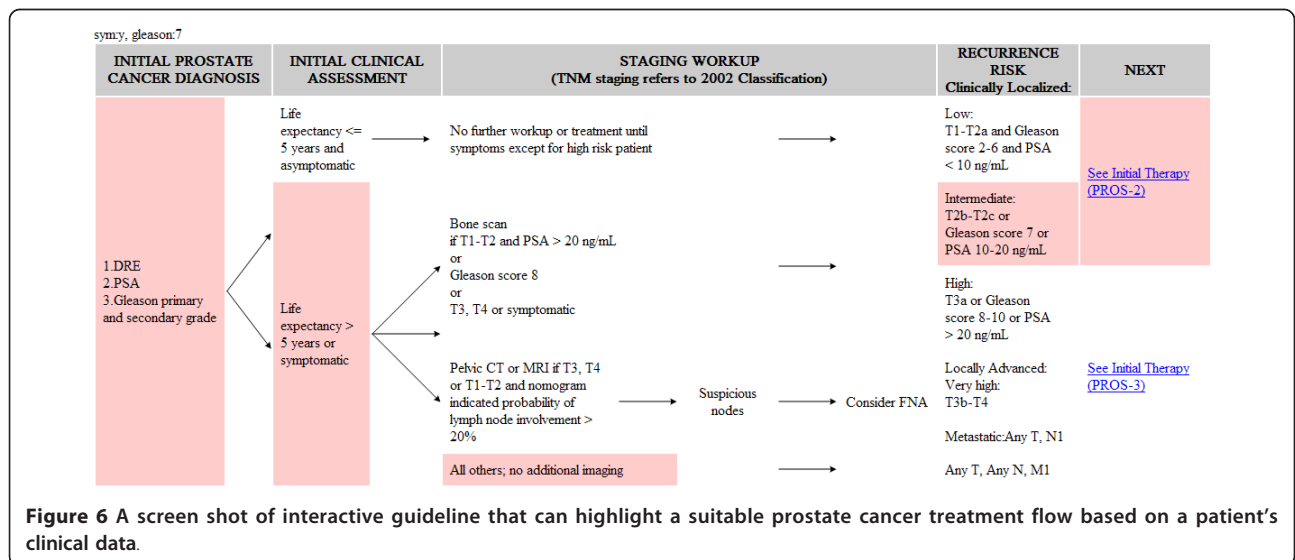 sym:y, gleason:7
INITIAL PROSTATE
CANCER DIAGNOSIS
INITIAL CLINICAL
ASSESSMENT
STAGING WORKUP
(TNM staging refers to 2002 Classification)
RECURRENCE
RISK
Clinically Localized:
NEXT
1.DRE
2.PSA
3.Gleason primary
and secondary grade
Life
expectancy <=
5 years and
asymptomatic
No further workup or treatment until
symptoms except for high risk patient
Low:
T1-T2a and Gleason
score 2-6 and PSA
< 10 ng/mL
See Initial Therapy
(PROS-2)
Life
expectancy >
5 years or
symptomatic
Bone scan
if T1-T2 and PSA > 20 ng/mL
or
Gleason score 8
or
T3, T4 or symptomatic
Intermediate:
T2b-T2c or
Gleason score 7 or
PSA 10-20 ng/mL
High:
T3a or Gleason
score 8-10 or PSA
> 20 ng/mL
Pelvic CT or MRI if T3, T4
or T1-T2 and nomogram
indicated probability of
lymph node involvement >
20%
Suspicious
nodes
Consider FNA
Locally Advanced:
Very high:
T3b-T4
See Initial Therapy
(PROS-3)
Metastatic:Any T, N1
All others; no additional imaging
Any T, Any N, M1
Figure 6 A screen shot of interactive guideline that can highlight a suitable prostate cancer treatment flow based on a patient's
clinical data.